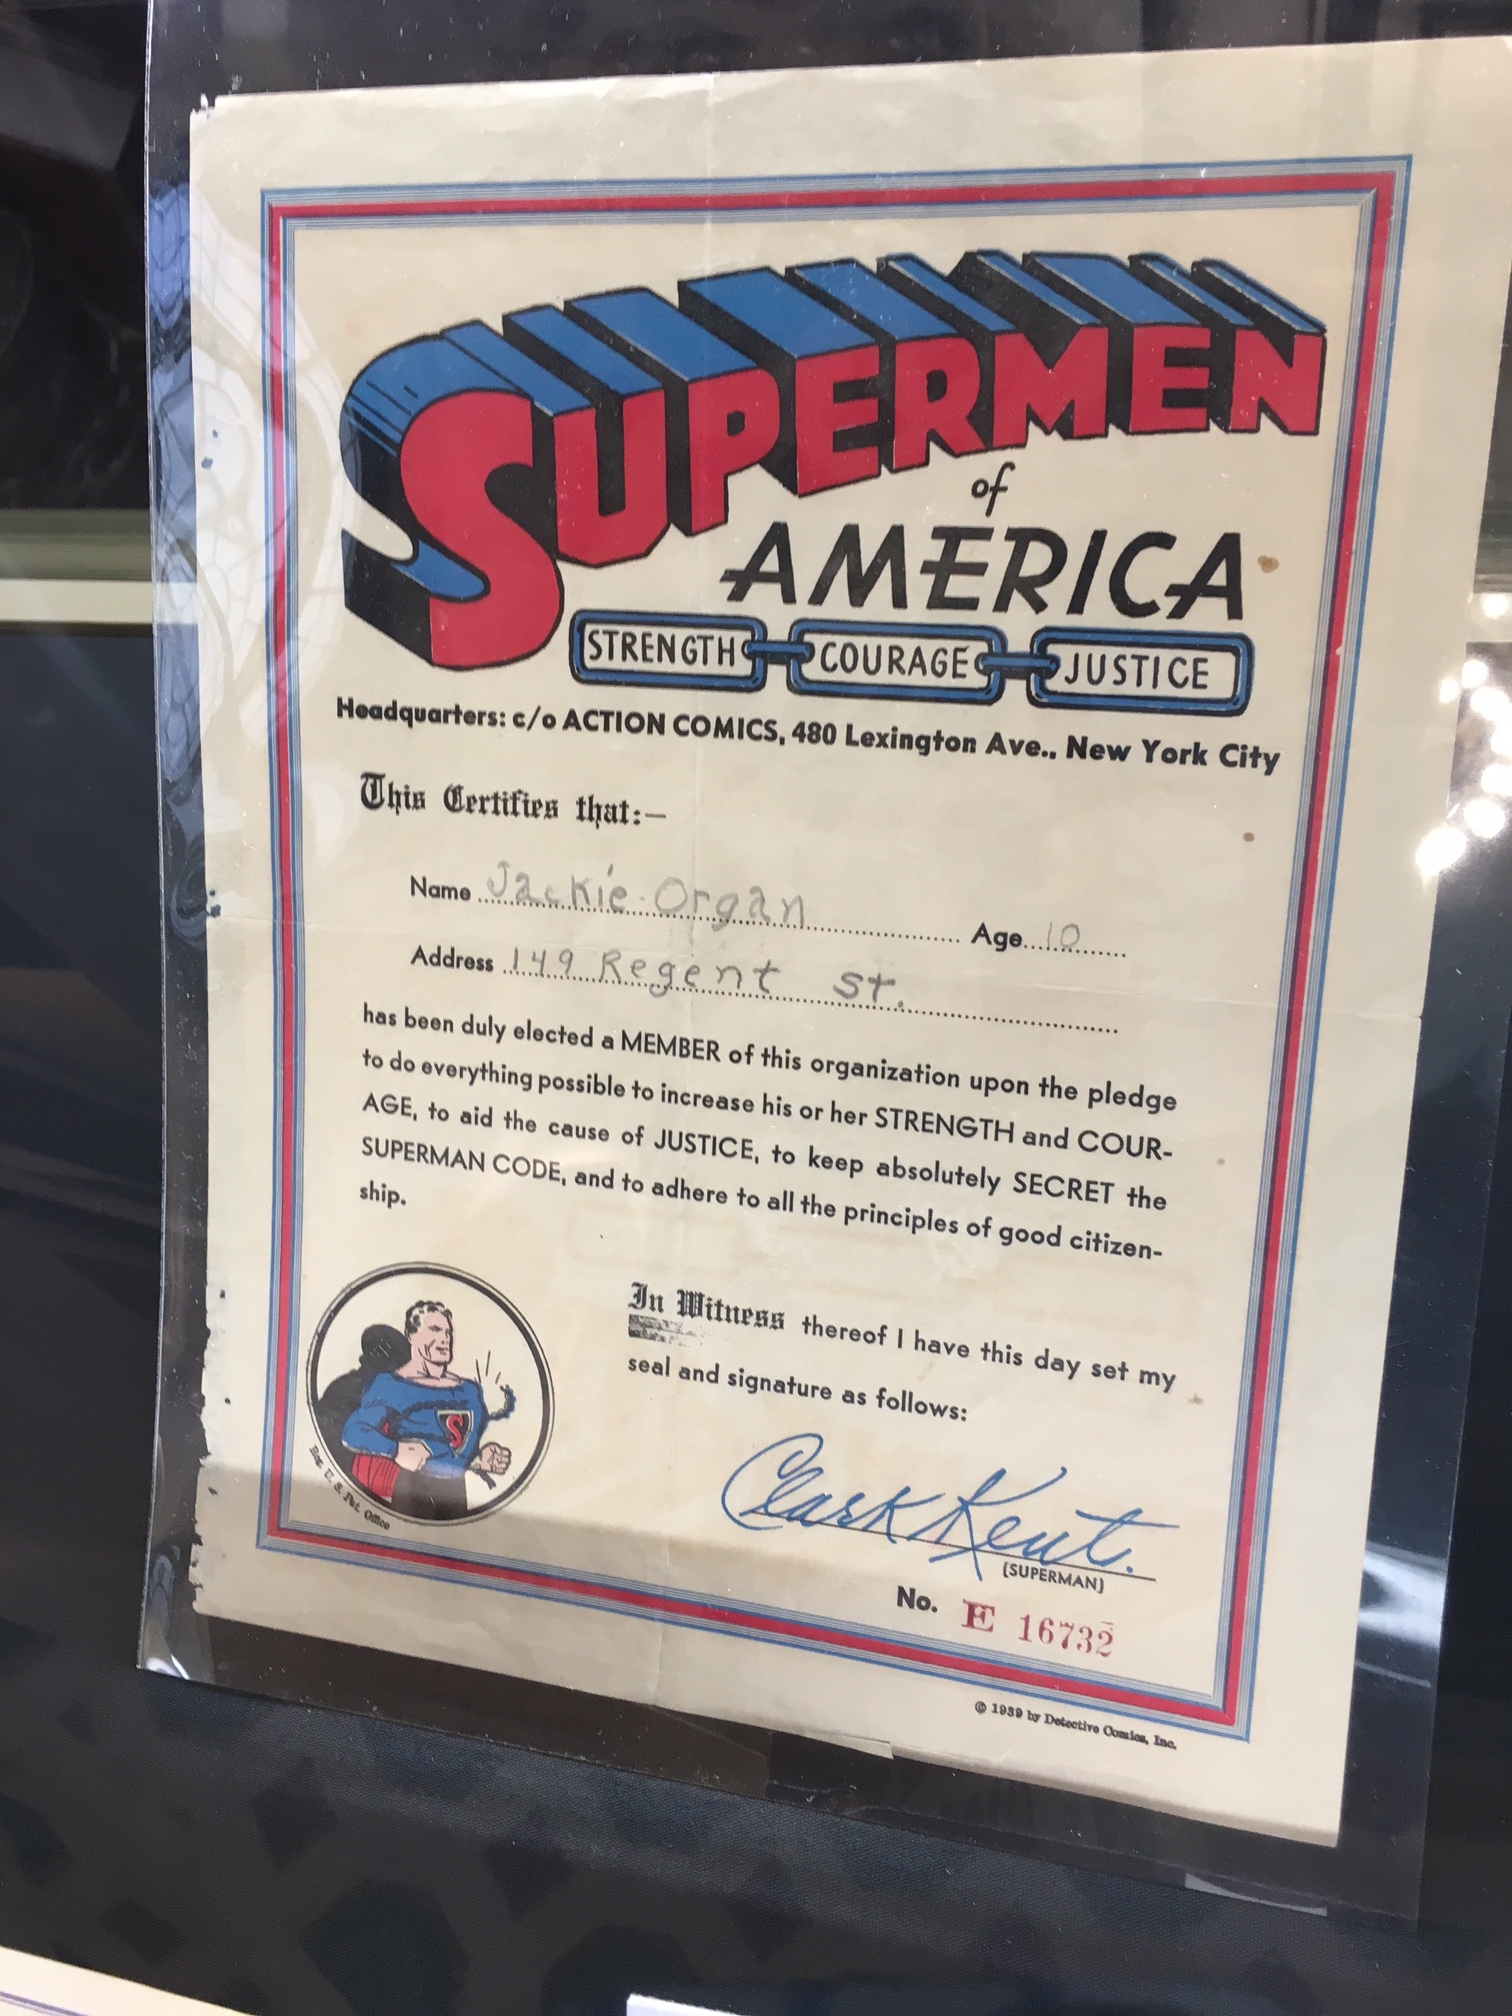 SUPERMEN
of
AMERICA
STRENGTH COURAGE JUSTICE
Headquarters: c/o ACTION COMICS, 480 Lexington Ave., New York City
This Certifies that:—
Name Jackie Organ Age 10
Address 149 Regent St.
has been duly elected a MEMBER of this organization upon the pledge
to do everything possible to increase his or her STRENGTH and COUR-
AGE, to aid the cause of JUSTICE, to keep absolutely SECRET the
SUPERMAN CODE, and to adhere to all the principles of good citizen-
ship.
In Witness thereof I have this day set my
seal and signature as follows:
S
Reg. U. S. Pat. Office
Clark Kent.
(SUPERMAN)
No. E 16732
© 1939 by Detective Comics, Inc.